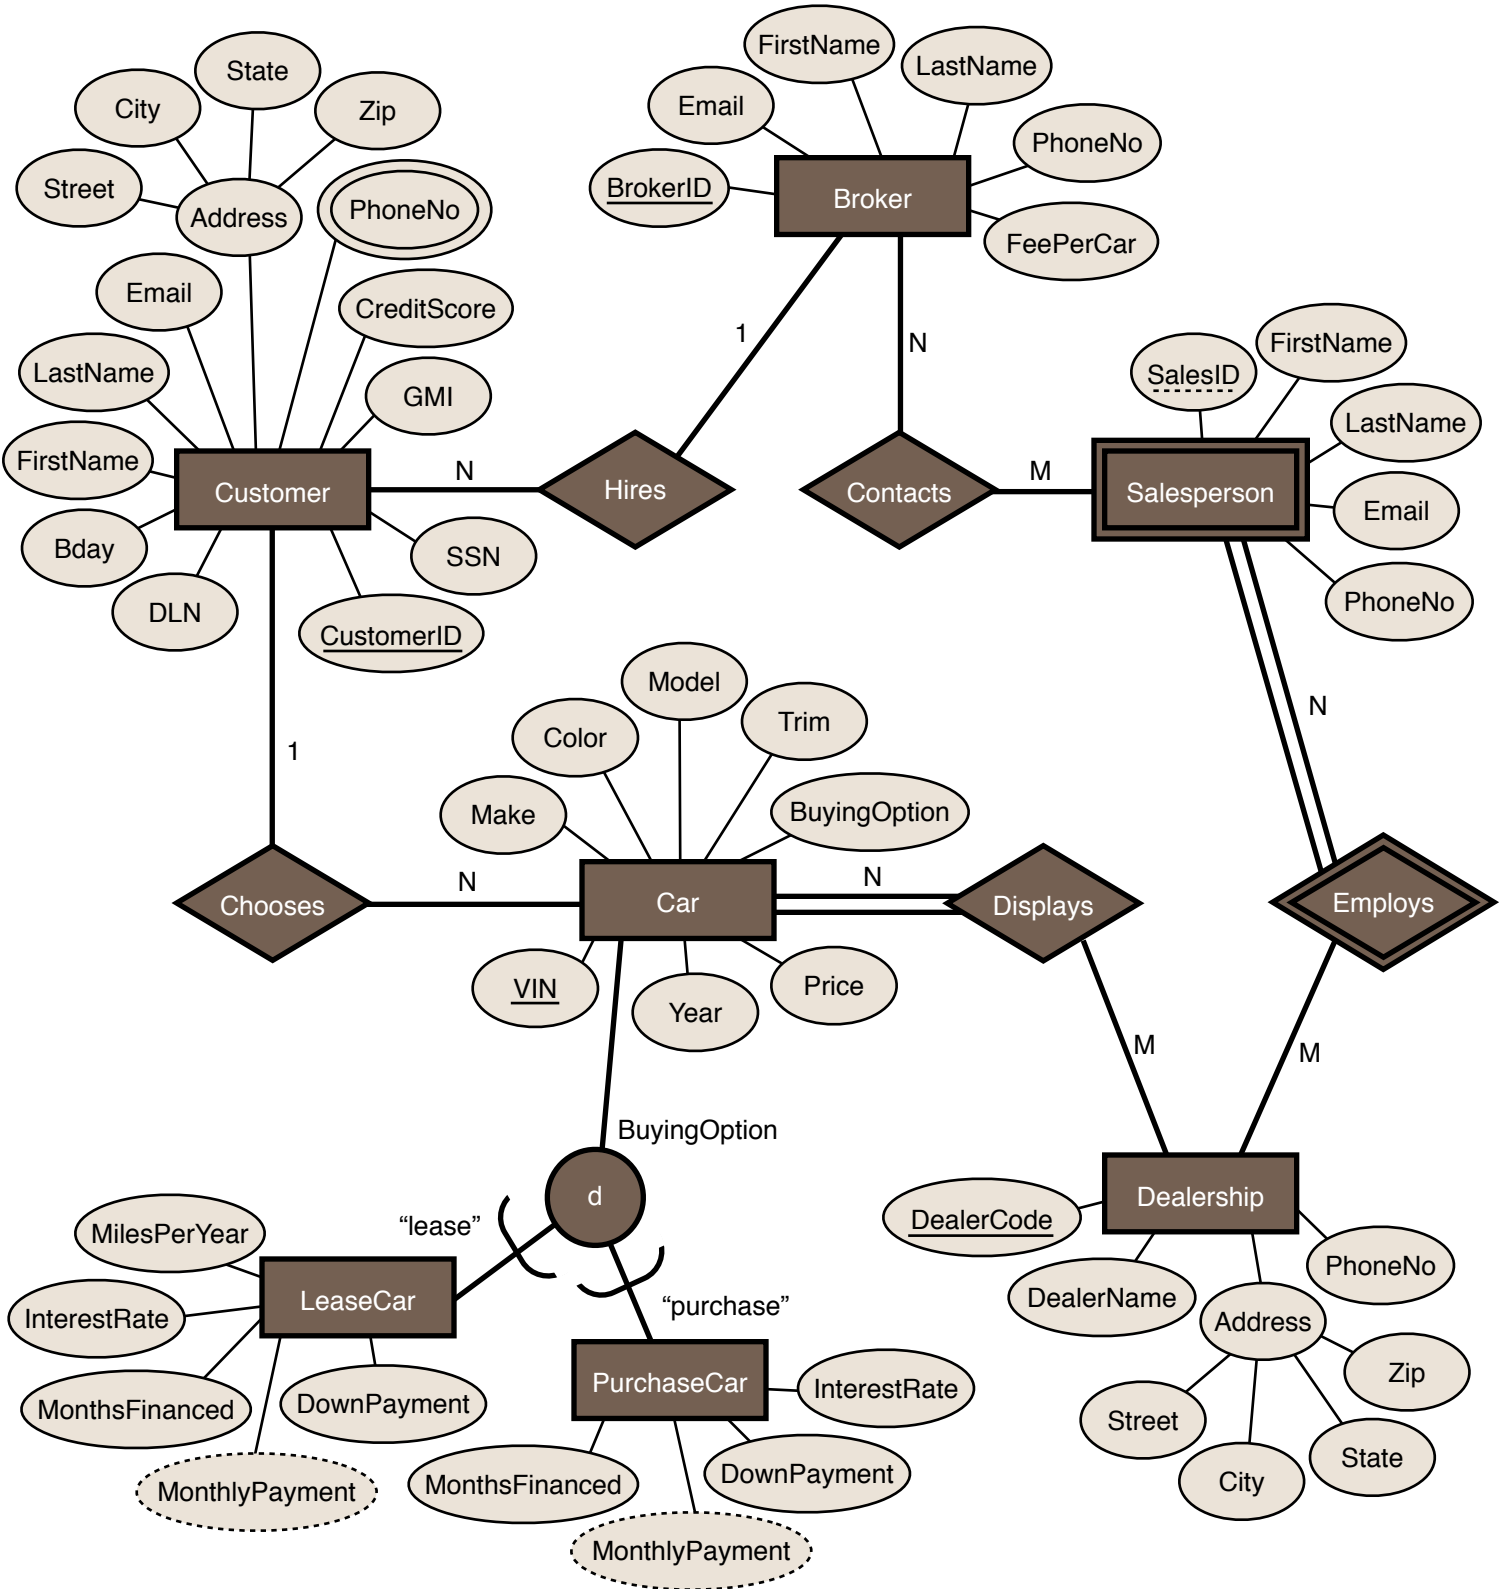 FirstName
LastName
Email
PhoneNo
BrokerID
Broker
FeePerCar
State
City
Zip
Street
Address
PhoneNo
Email
CreditScore
LastName
GMI
FirstName
Customer
Bday
SSN
DLN
CustomerID
1
N
N
Hires
Contacts
M
SalesID
FirstName
LastName
Salesperson
Email
PhoneNo
1
N
Model
Color
Trim
Make
BuyingOption
Chooses
N
Car
N
Displays
Employs
VIN
Year
Price
M
M
BuyingOption
d
“lease”
“purchase”
MilesPerYear
InterestRate
LeaseCar
MonthsFinanced
DownPayment
MonthlyPayment
PurchaseCar
InterestRate
MonthsFinanced
DownPayment
MonthlyPayment
Dealership
DealerCode
DealerName
PhoneNo
Address
Zip
Street
State
City